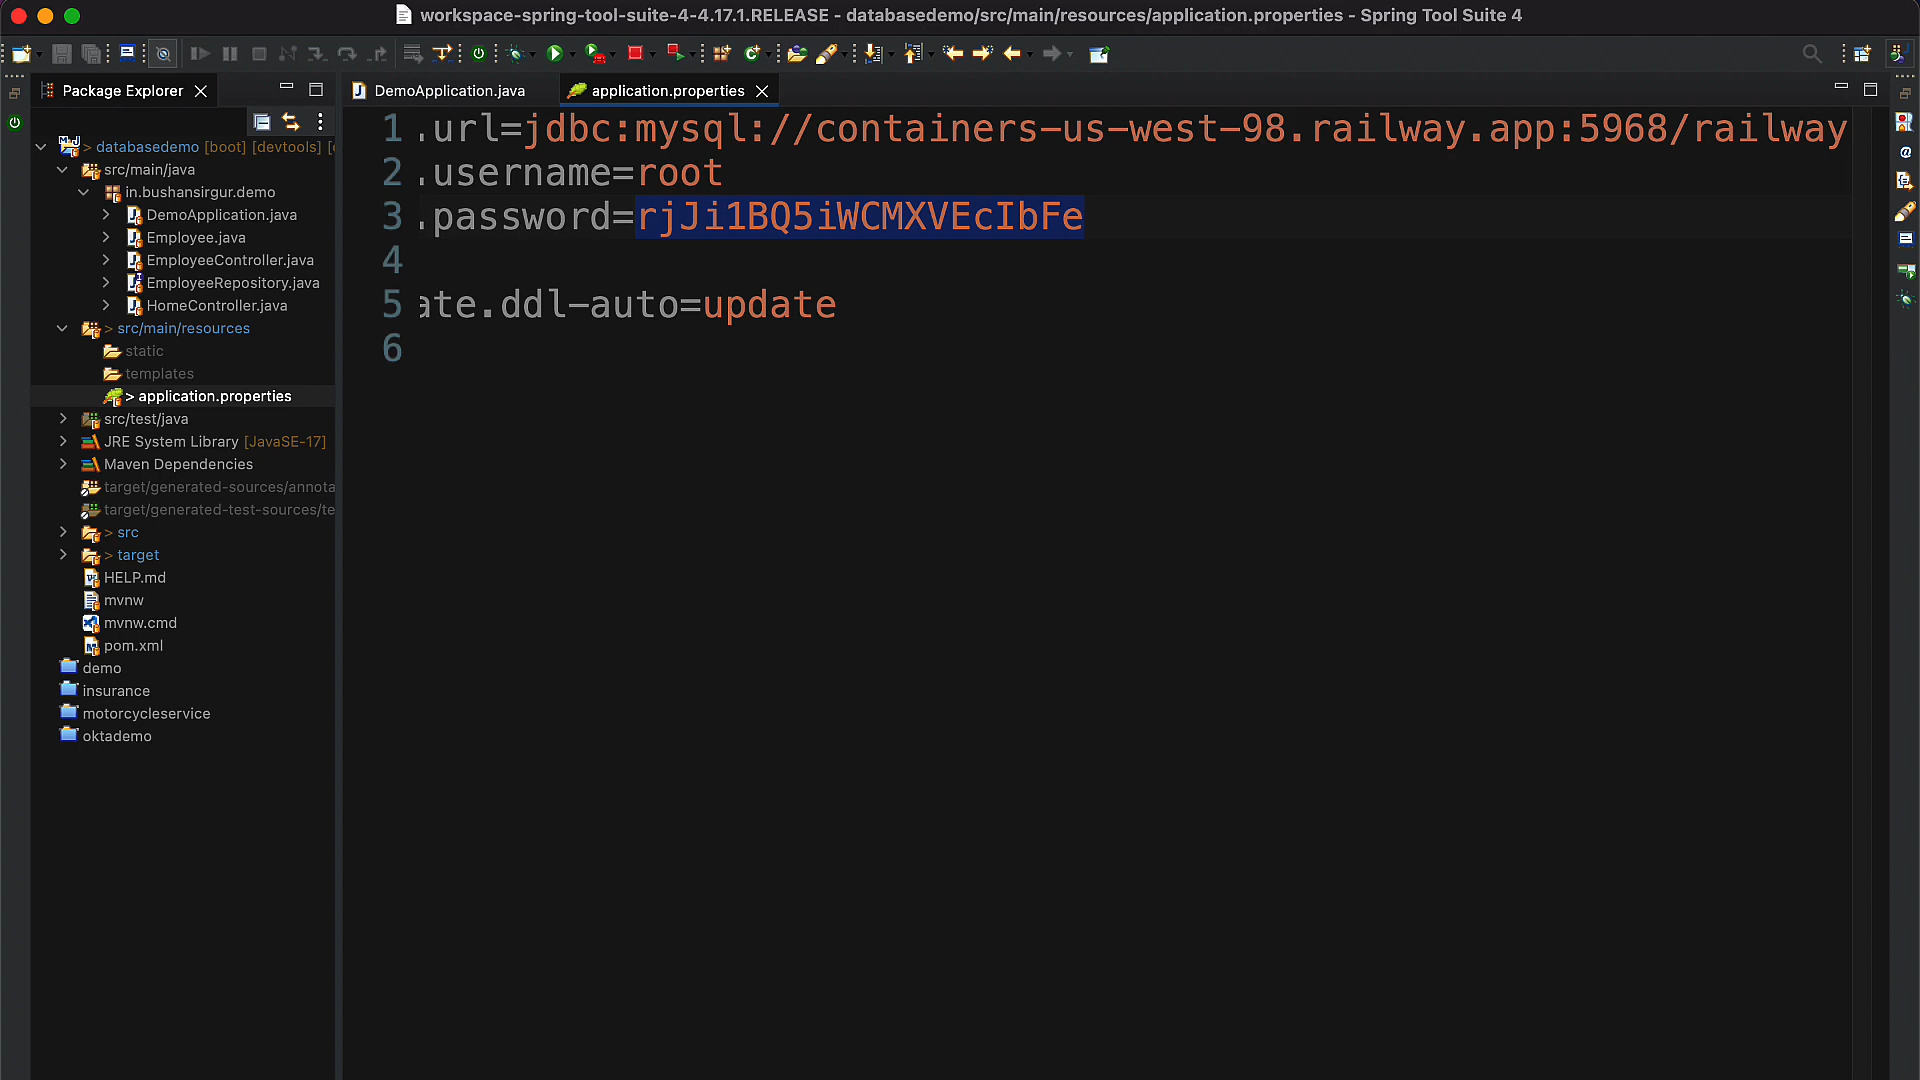 workspace-spring-tool-suite-4-4.17.1.RELEASE - databasedemo/src/main/resources/application.properties - Spring Tool Suite 4
Package Explorer
DemoApplication.java
application.properties
> databasedemo [boot] [devtools] [
src/main/java
in.bushansirgur.demo
DemoApplication.java
Employee.java
EmployeeController.java
EmployeeRepository.java
HomeController.java
> src/main/resources
static
templates
> application.properties
src/test/java
JRE System Library [JavaSE-17]
Maven Dependencies
target/generated-sources/annota
target/generated-test-sources/te
> src
> target
HELP.md
mvnw
mvnw.cmd
pom.xml
demo
insurance
motorcycleservice
oktademo
1 .url=jdbc:mysql://containers-us-west-98.railway.app:5968/railway
2 .username=root
3 .password=rjJi1BQ5iWCMXVEcIbFe
4
5 ate.ddl-auto=update
6